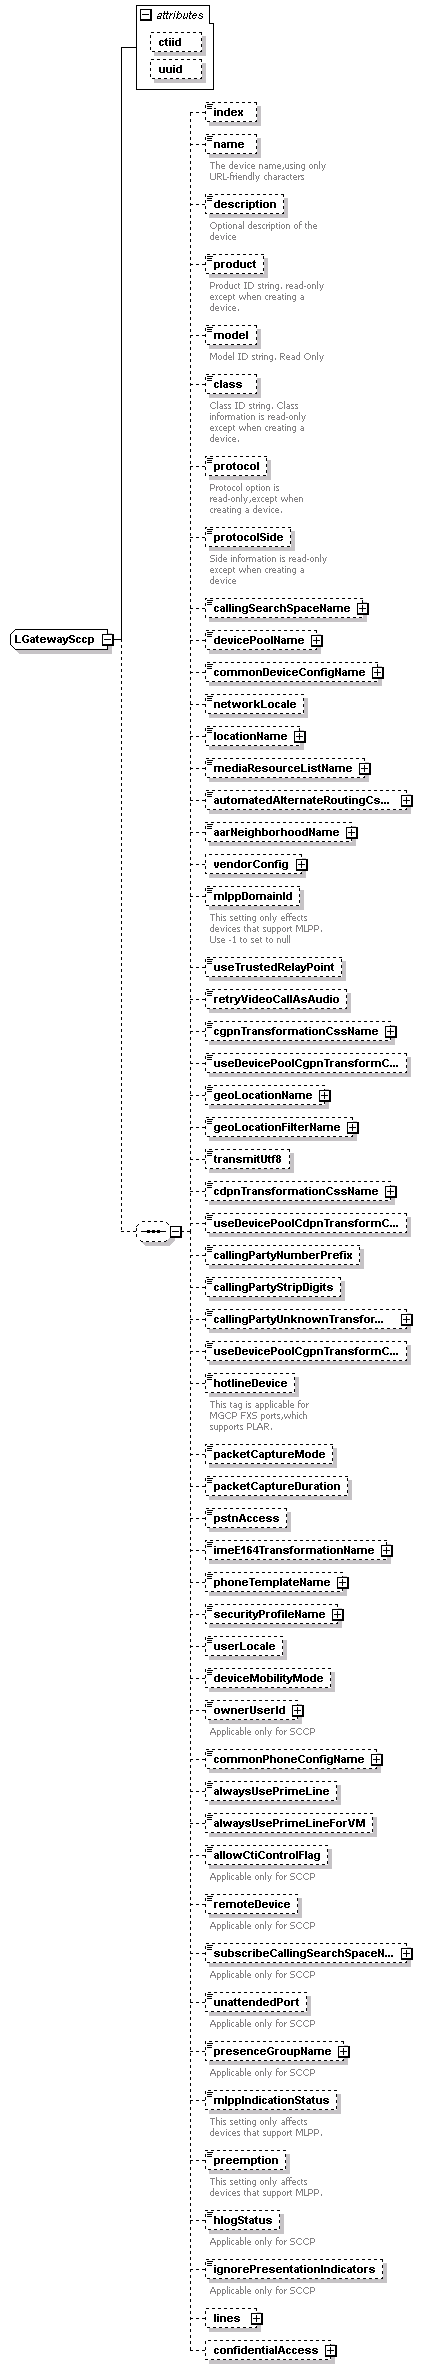 attributes
ctiid
uuid
index
name
The device name,using only
URL-friendly characters
description
Optional description of the
device
product
Product ID string. read-only
except when creating a
device.
model
Model ID string. Read Only
class
Class ID string. Class
information is read-only
except when creating a
device.
protocol
Protocol option is
read-only,except when
creating a device.
protocolSide
Side information is read-only
except when creating a
device
callingSearchSpaceName
LGatewaySccp
devicePoolName
commonDeviceConfigName
networkLocale
locationName
mediaResourceListName
automatedAlternateRoutingCs...
aarNeighborhoodName
vendorConfig
mlppDomainId
This setting only effects
devices that support MLPP.
Use -1 to set to null
useTrustedRelayPoint
retryVideoCallAsAudio
cgpnTransformationCssName
useDevicePoolCgpnTransformC...
geoLocationName
geoLocationFilterName
transmitUtf8
cdpnTransformationCssName
useDevicePoolCdpnTransformC...
callingPartyNumberPrefix
callingPartyStripDigits
callingPartyUnknownTransfor...
useDevicePoolCgpnTransformC...
hotlineDevice
This tag is applicable for
MGCP FXS ports,which
supports PLAR.
packetCaptureMode
packetCaptureDuration
pstnAccess
imeE164TransformationName
phoneTemplateName
securityProfileName
userLocale
deviceMobilityMode
ownerUserId
Applicable only for SCCP
commonPhoneConfigName
alwaysUsePrimeLine
alwaysUsePrimeLineForVM
allowCtiControlFlag
Applicable only for SCCP
remoteDevice
Applicable only for SCCP
subscribeCallingSearchSpaceN...
Applicable only for SCCP
unattendedPort
Applicable only for SCCP
presenceGroupName
Applicable only for SCCP
mlppIndicationStatus
This setting only affects
devices that support MLPP.
preemption
This setting only affects
devices that support MLPP.
hlogStatus
Applicable only for SCCP
ignorePresentationIndicators
Applicable only for SCCP
lines
confidentialAccess